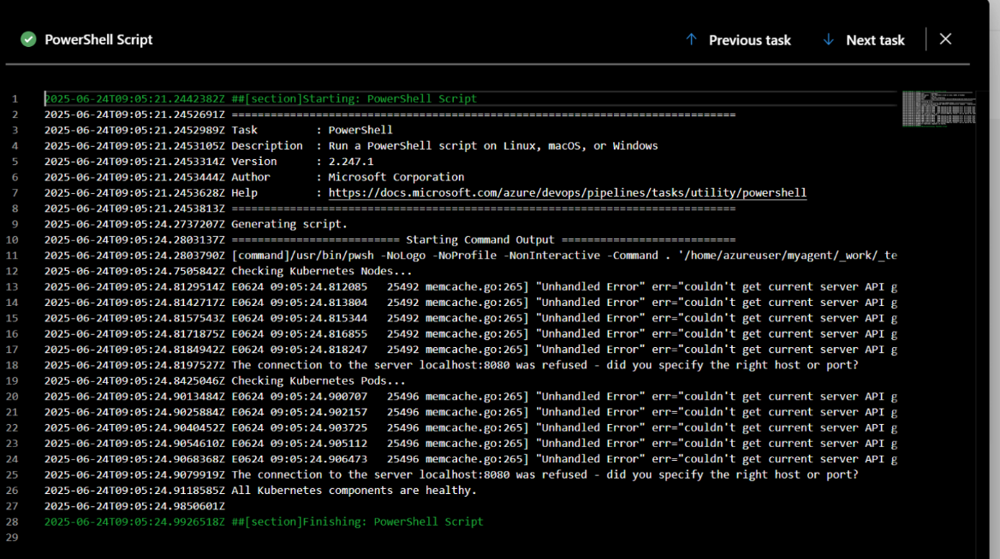 PowerShell Script
Previous task
Next task
1 2025-06-24T09:05:21.2442382Z ##[section]Starting: PowerShell Script
2 2025-06-24T09:05:21.2452691Z ==============================================================================
3 2025-06-24T09:05:21.2452989Z Task         : PowerShell
4 2025-06-24T09:05:21.2453105Z Description  : Run a PowerShell script on Linux, macOS, or Windows
5 2025-06-24T09:05:21.2453314Z Version      : 2.247.1
6 2025-06-24T09:05:21.2453444Z Author       : Microsoft Corporation
7 2025-06-24T09:05:21.2453628Z Help         : https://docs.microsoft.com/azure/devops/pipelines/tasks/utility/powershell
8 2025-06-24T09:05:21.2453813Z ==============================================================================
9 2025-06-24T09:05:24.2737207Z Generating script.
10 2025-06-24T09:05:24.2803137Z ========================== Starting Command Output ===========================
11 2025-06-24T09:05:24.2803790Z [command]/usr/bin/pwsh -NoLogo -NoProfile -NonInteractive -Command . '/home/azureuser/myagent/_work/_te
12 2025-06-24T09:05:24.7505842Z Checking Kubernetes Nodes...
13 2025-06-24T09:05:24.8129514Z E0624 09:05:24.812085   25492 memcache.go:265] "Unhandled Error" err="couldn't get current server API g
14 2025-06-24T09:05:24.8142717Z E0624 09:05:24.813804   25492 memcache.go:265] "Unhandled Error" err="couldn't get current server API g
15 2025-06-24T09:05:24.8157543Z E0624 09:05:24.815344   25492 memcache.go:265] "Unhandled Error" err="couldn't get current server API g
16 2025-06-24T09:05:24.8171875Z E0624 09:05:24.816855   25492 memcache.go:265] "Unhandled Error" err="couldn't get current server API g
17 2025-06-24T09:05:24.8184942Z E0624 09:05:24.818247   25492 memcache.go:265] "Unhandled Error" err="couldn't get current server API g
18 2025-06-24T09:05:24.8197527Z The connection to the server localhost:8080 was refused - did you specify the right host or port?
19 2025-06-24T09:05:24.8425046Z Checking Kubernetes Pods...
20 2025-06-24T09:05:24.9013484Z E0624 09:05:24.900707   25496 memcache.go:265] "Unhandled Error" err="couldn't get current server API g
21 2025-06-24T09:05:24.9025884Z E0624 09:05:24.902157   25496 memcache.go:265] "Unhandled Error" err="couldn't get current server API g
22 2025-06-24T09:05:24.9040452Z E0624 09:05:24.903725   25496 memcache.go:265] "Unhandled Error" err="couldn't get current server API g
23 2025-06-24T09:05:24.9054610Z E0624 09:05:24.905112   25496 memcache.go:265] "Unhandled Error" err="couldn't get current server API g
24 2025-06-24T09:05:24.9068368Z E0624 09:05:24.906473   25496 memcache.go:265] "Unhandled Error" err="couldn't get current server API g
25 2025-06-24T09:05:24.9079919Z The connection to the server localhost:8080 was refused - did you specify the right host or port?
26 2025-06-24T09:05:24.9118585Z All Kubernetes components are healthy.
27 2025-06-24T09:05:24.9850601Z
28 2025-06-24T09:05:24.9926518Z ##[section]Finishing: PowerShell Script
29